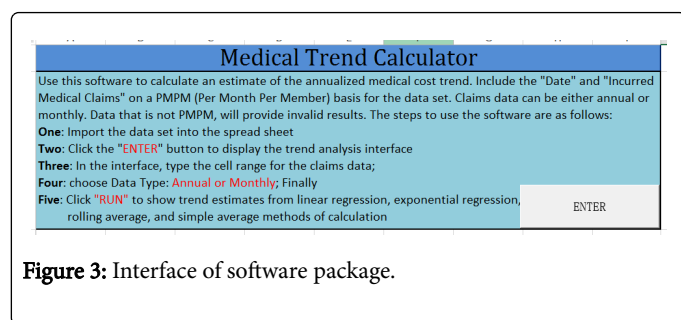 Medical Trend Calculator
Use this software to calculate an estimate of the annualized medical cost trend. Include the "Date" and "Incurred
Medical Claims" on a PMPM (Per Month Per Member) basis for the data set. Claims data can be either annual or
monthly. Data that is not PMPM, will provide invalid results. The steps to use the software are as follows:
One: Import the data set into the spread sheet
Two: Click the "ENTER" button to display the trend analysis interface
Three: In the interface, type the cell range for the claims data;
Four: choose Data Type: Annual or Monthly; Finally
Five: Click "RUN" to show trend estimates from linear regression, exponential regression,
rolling average, and simple average methods of calculation
ENTER
Figure 3: Interface of software package.